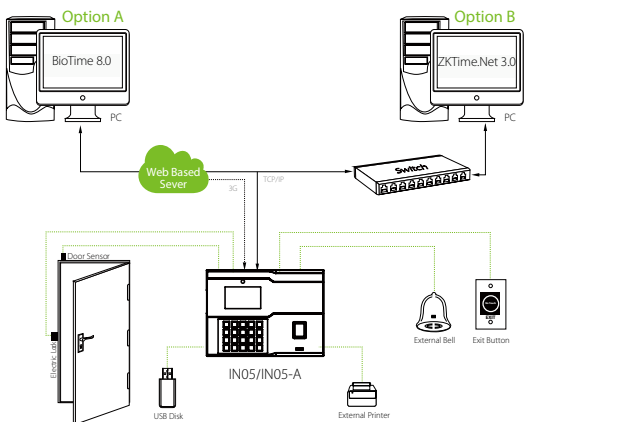 Option A
Option B
BioTime 8.0
ZKTime.Net 3.0
PC
PC
Web Based
Sever
3G
TCP/IP
Switch
Door Sensor
Electric Lock
IN05/IN05-A
External Bell
EXIT
Exit Button
USB Disk
External Printer